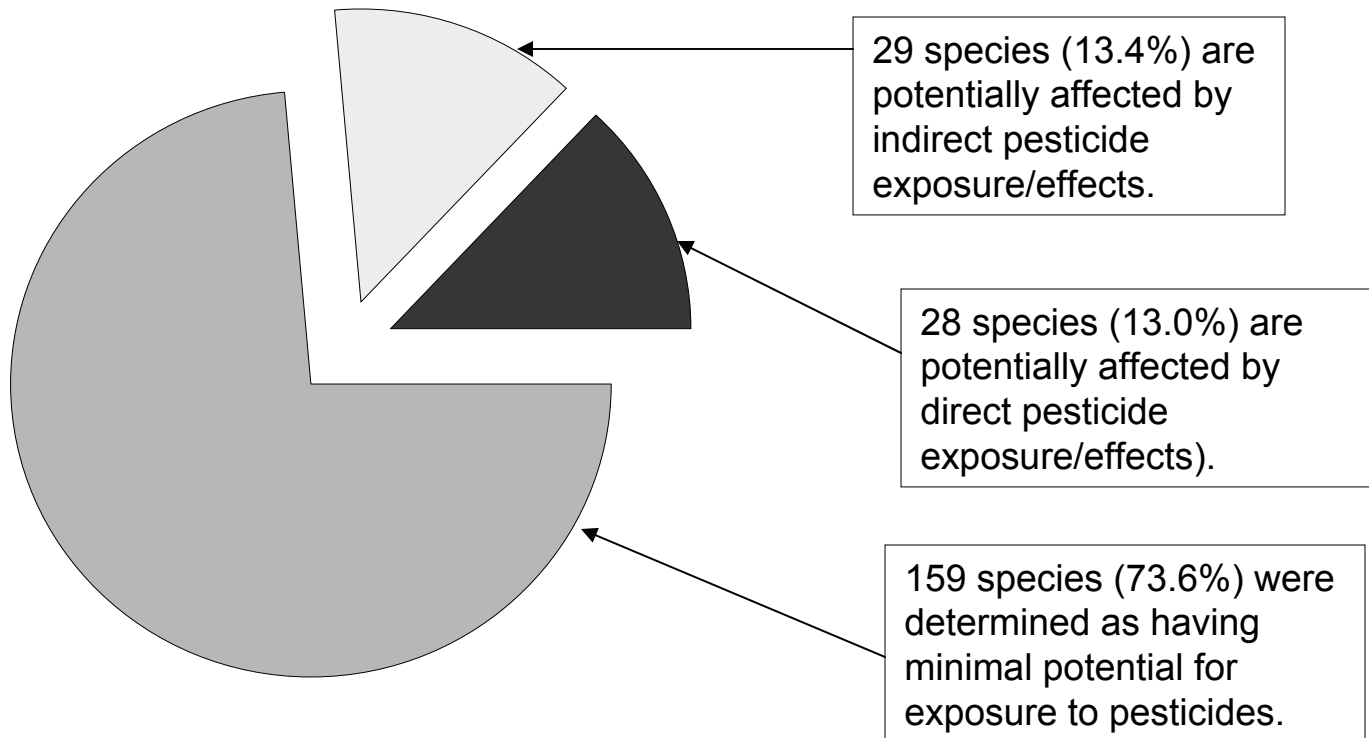 29 species (13.4%) are
potentially affected by
indirect pesticide
exposure/effects.
28 species (13.0%) are
potentially affected by
direct pesticide
exposure/effects).
159 species (73.6%) were
determined as having
minimal potential for
exposure to pesticides.